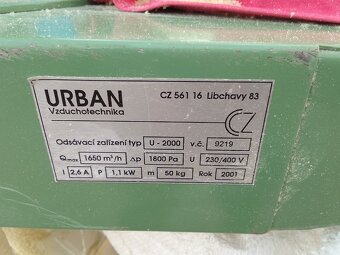 URBAN CZ 561 16 Libchavy 83
Vzduchotechnika
CZ
Odsávací zařízení typ U - 2000 v.č. 9219
Qmax 1650 m³/h Δp 1800 Pa U 230/400 V
I 2,6 A P 1,1 kW m 50 kg Rok 2001